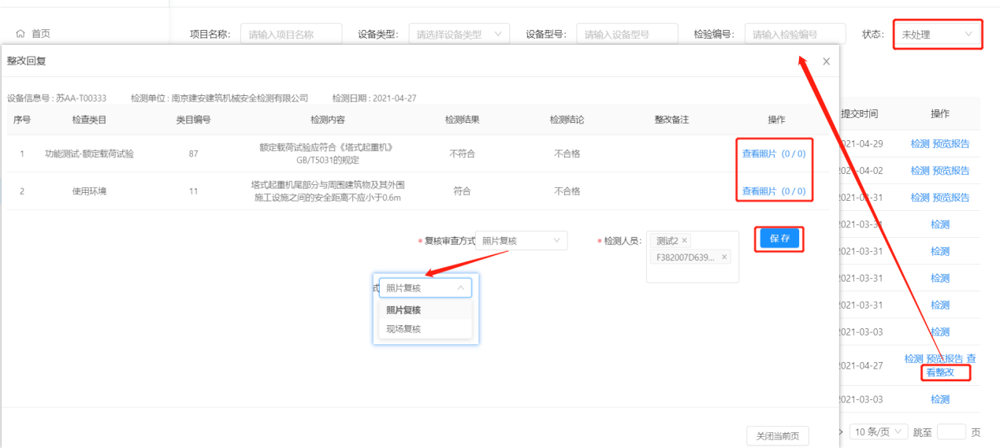 首页
项目名称: 请输入项目名称 设备类型: 请选择设备类型 设备型号: 请输入设备型号 检验编号: 请输入检验编号 状态: 未处理
整改回复
设备信息号 : 苏AA-T00333 检测单位 : 南京建安建筑机械安全检测有限公司 检测日期 : 2021-04-27
序号 检查类目 类目编号 检测内容 检测结果 检测结论 整改备注 操作
1 功能测试-额定载荷试验 87 额定载荷试验应符合《塔式起重机》 不符合 不合格 查看照片 (0 / 0)
GB/T5031的规定
2 使用环境 11 塔式起重机尾部分与周围建筑物及其外围 符合 不合格 查看照片 (0 / 0)
施工设施之间的安全距离不应小于0.6m
* 复核审查方式 照片复核 * 检测人员: 测试2 ×
F382007D639... ×
保 存
式 照片复核
照片复核
现场复核
关闭当前页
提交时间 操作
2021-04-29 检测 预览报告
2021-04-02 检测 预览报告
2021-03-31 检测 预览报告
2021-03-31 检测
2021-03-31 检测
2021-03-31 检测
2021-03-31 检测
2021-03-03 检测
2021-04-27 检测 预览报告 查
看整改
2021-03-03 检测
> 10 条/页 跳至 页